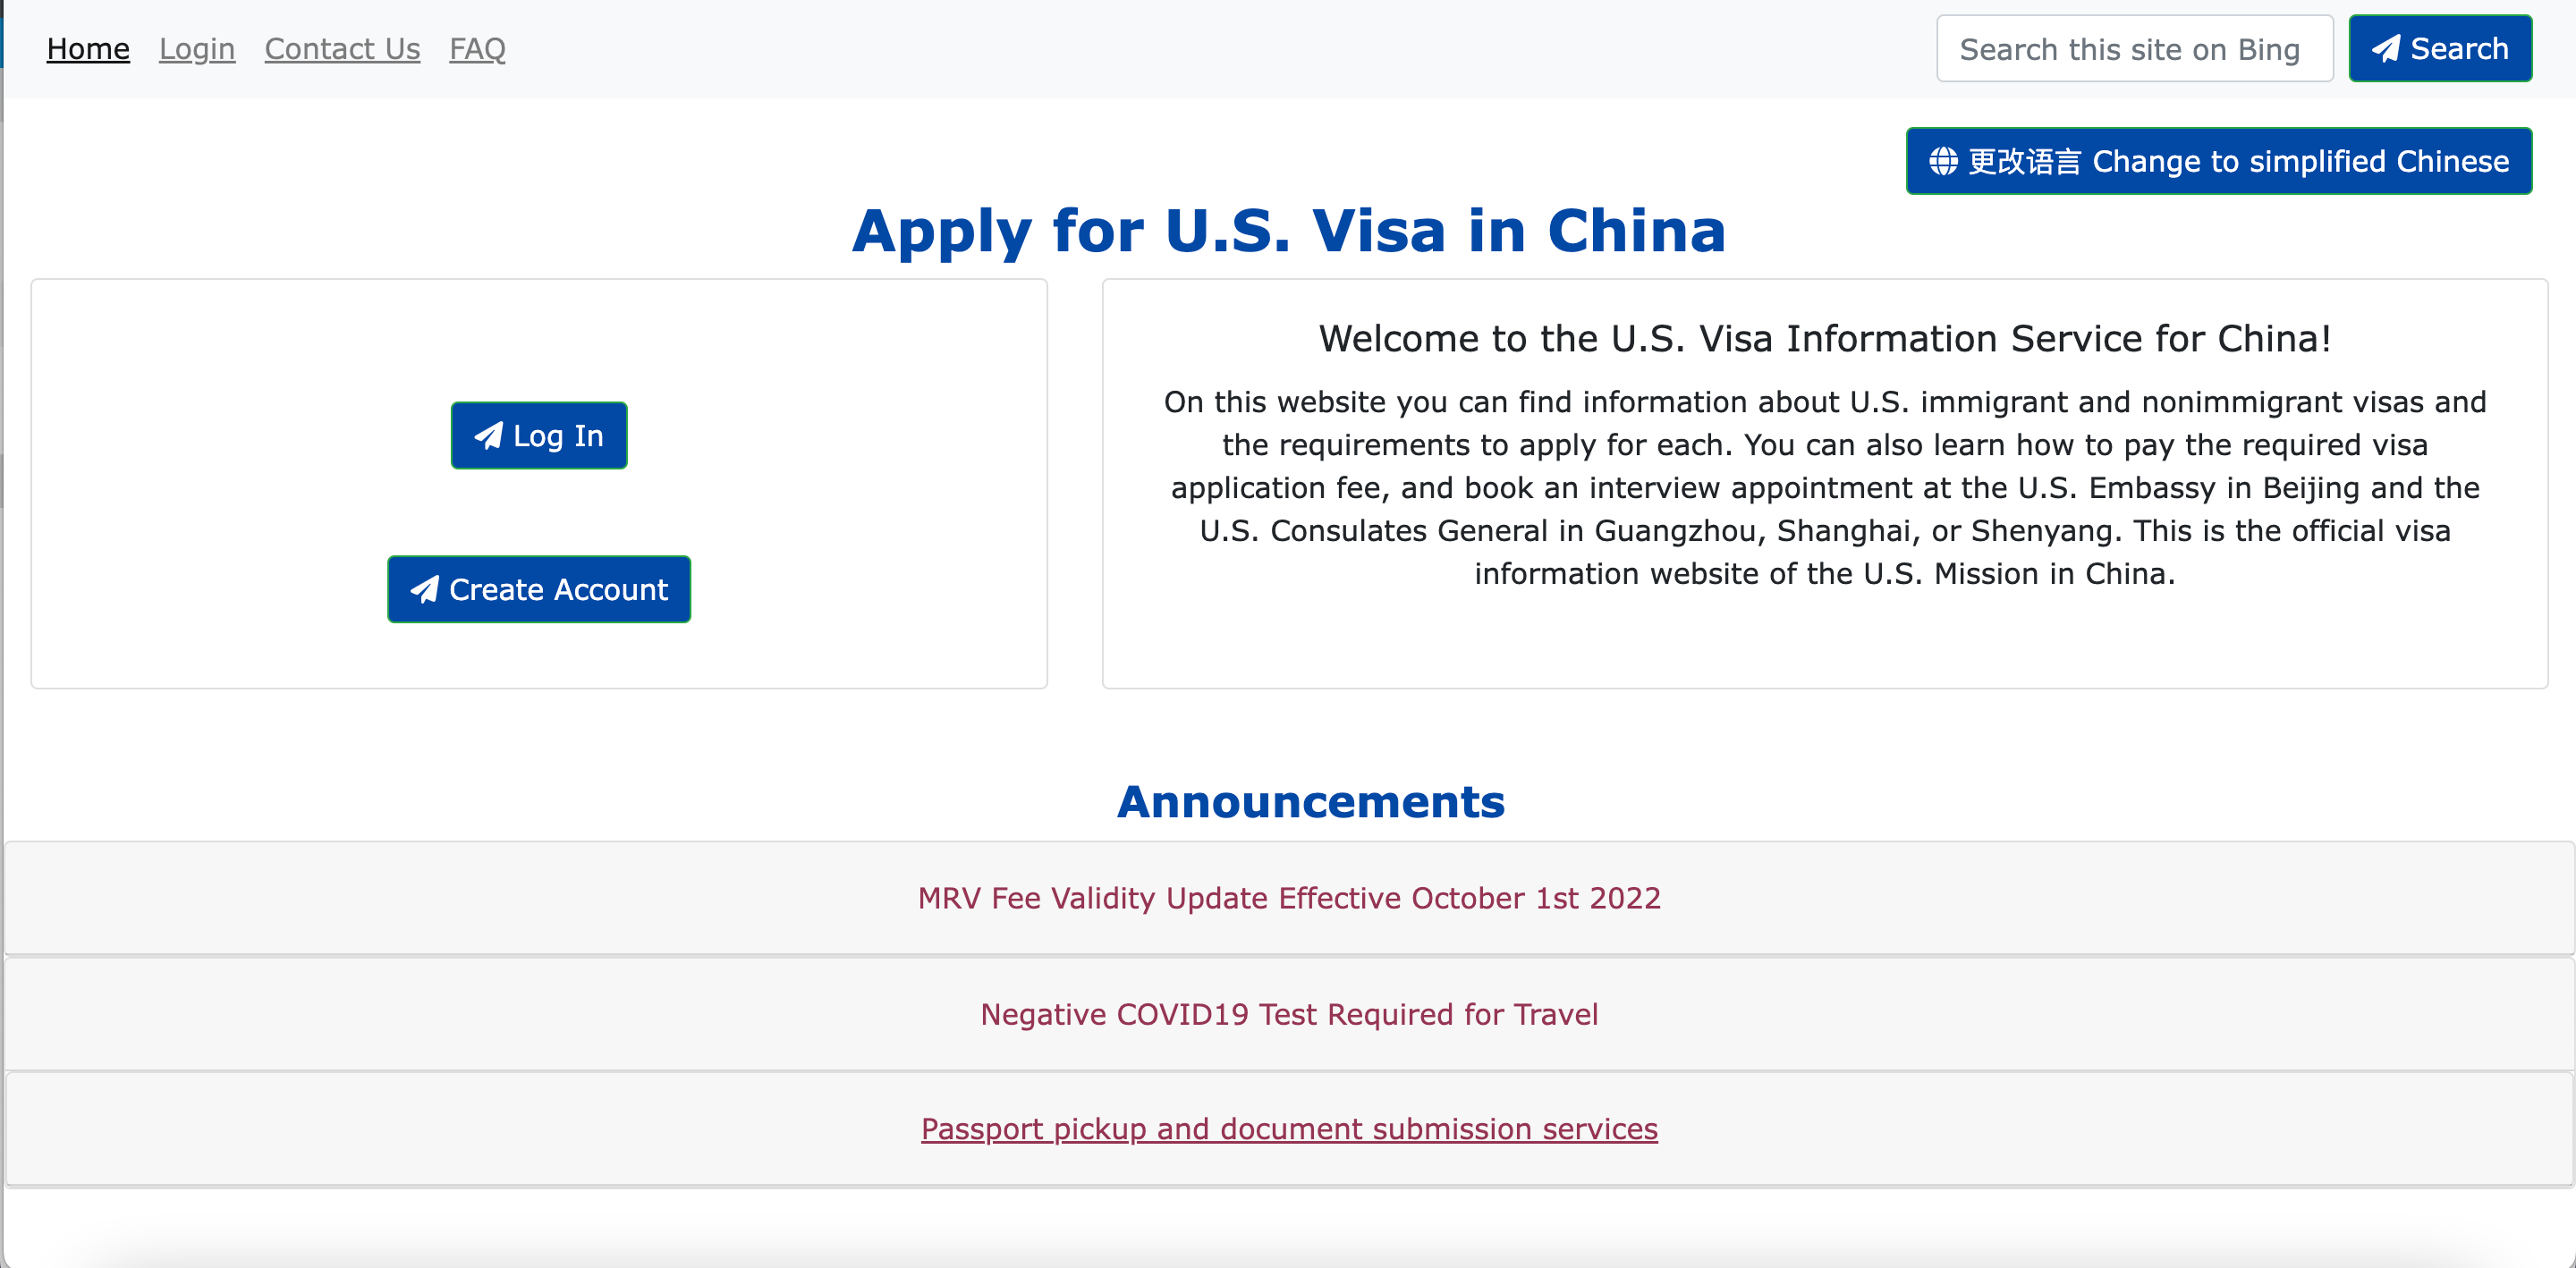 Home Login Contact Us FAQ Search this site on Bing Search
更改语言 Change to simplified Chinese
Apply for U.S. Visa in China
Log In
Create Account
Welcome to the U.S. Visa Information Service for China!
On this website you can find information about U.S. immigrant and nonimmigrant visas and
the requirements to apply for each. You can also learn how to pay the required visa
application fee, and book an interview appointment at the U.S. Embassy in Beijing and the
U.S. Consulates General in Guangzhou, Shanghai, or Shenyang. This is the official visa
information website of the U.S. Mission in China.
Announcements
MRV Fee Validity Update Effective October 1st 2022
Negative COVID19 Test Required for Travel
Passport pickup and document submission services